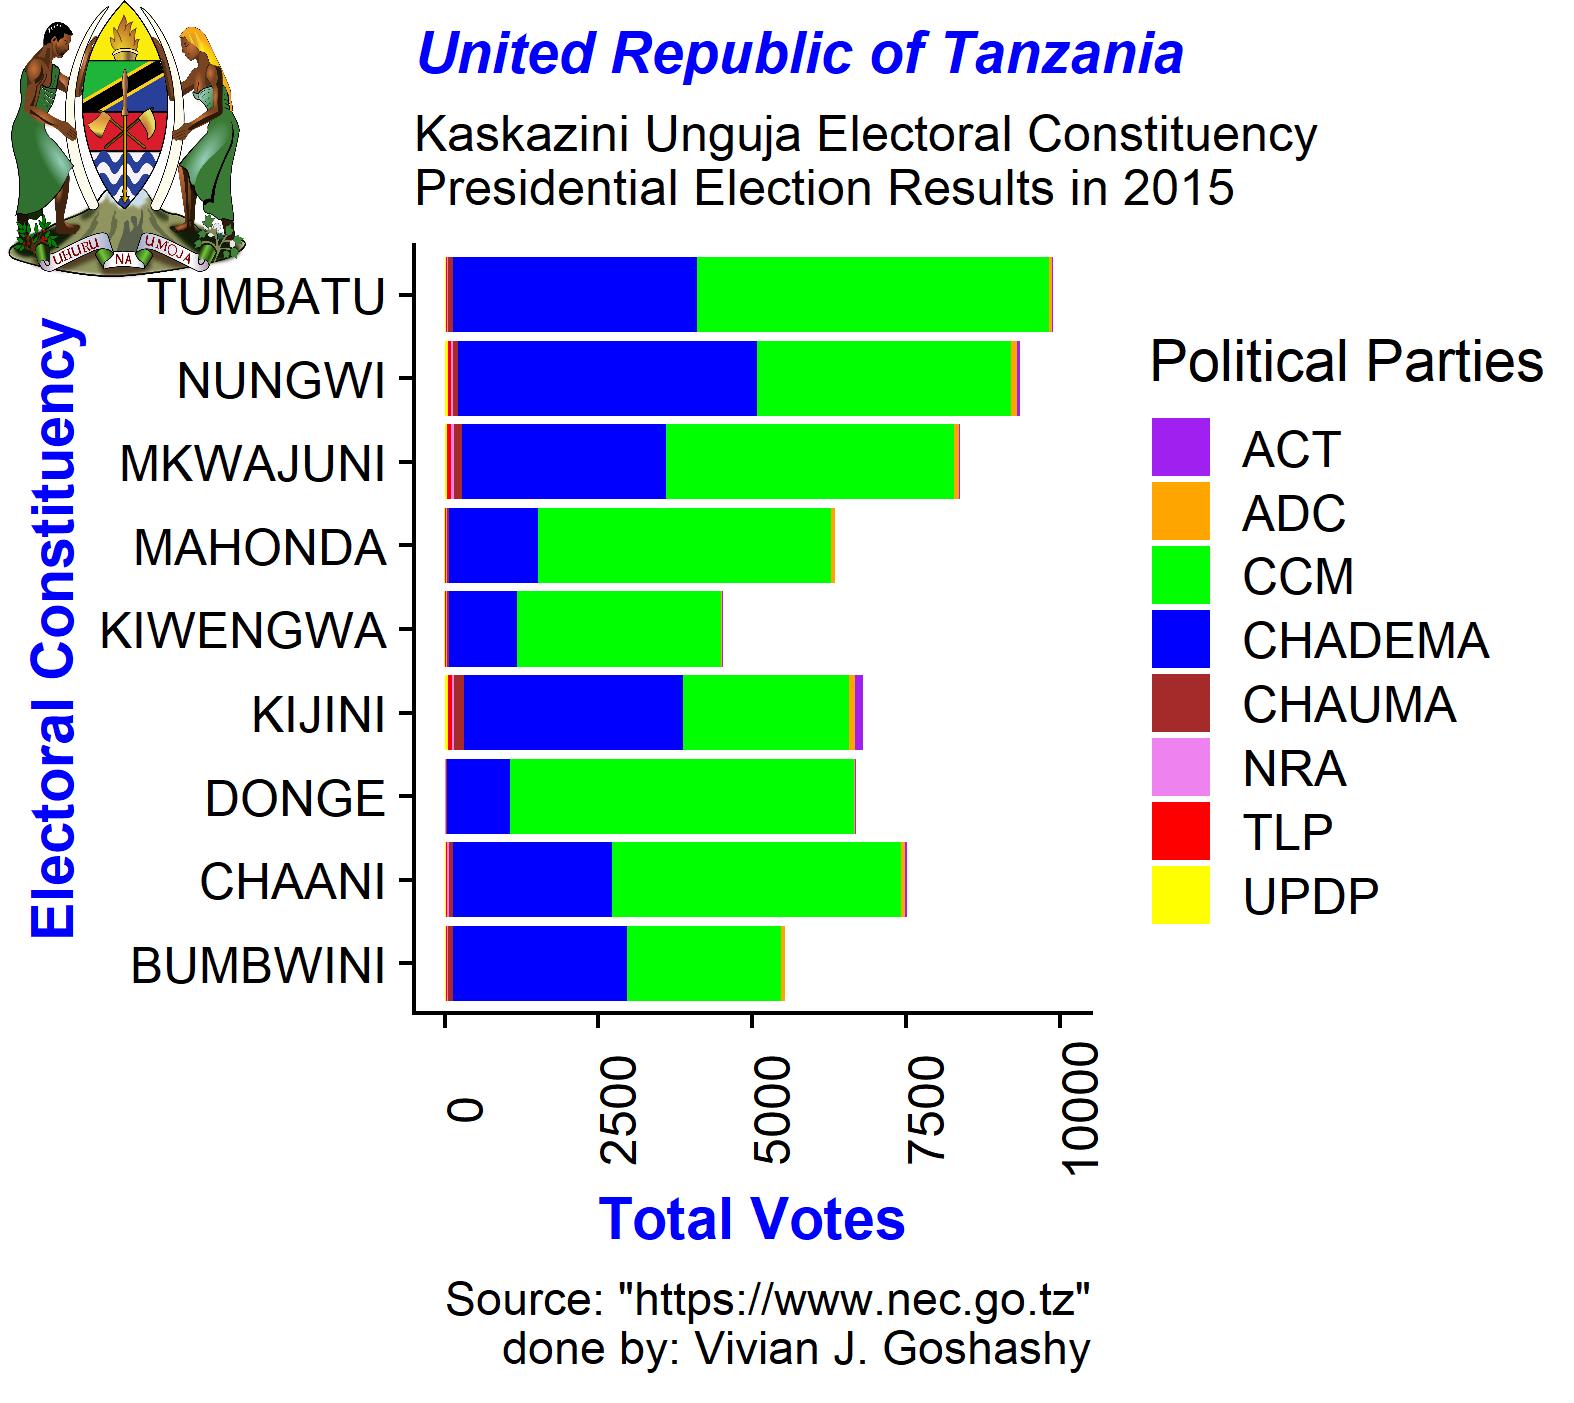 United Republic of Tanzania
Kaskazini Unguja Electoral Constituency
Presidential Election Results in 2015
UHURU NA UMOJA
Electoral Constituency
TUMBATU
NUNGWI
MKWAJUNI
MAHONDA
KIWENGWA
KIJINI
DONGE
CHAANI
BUMBWINI
0
2500
5000
7500
10000
Total Votes
Political Parties
ACT
ADC
CCM
CHADEMA
CHAUMA
NRA
TLP
UPDP
Source: "https://www.nec.go.tz"
done by: Vivian J. Goshashy